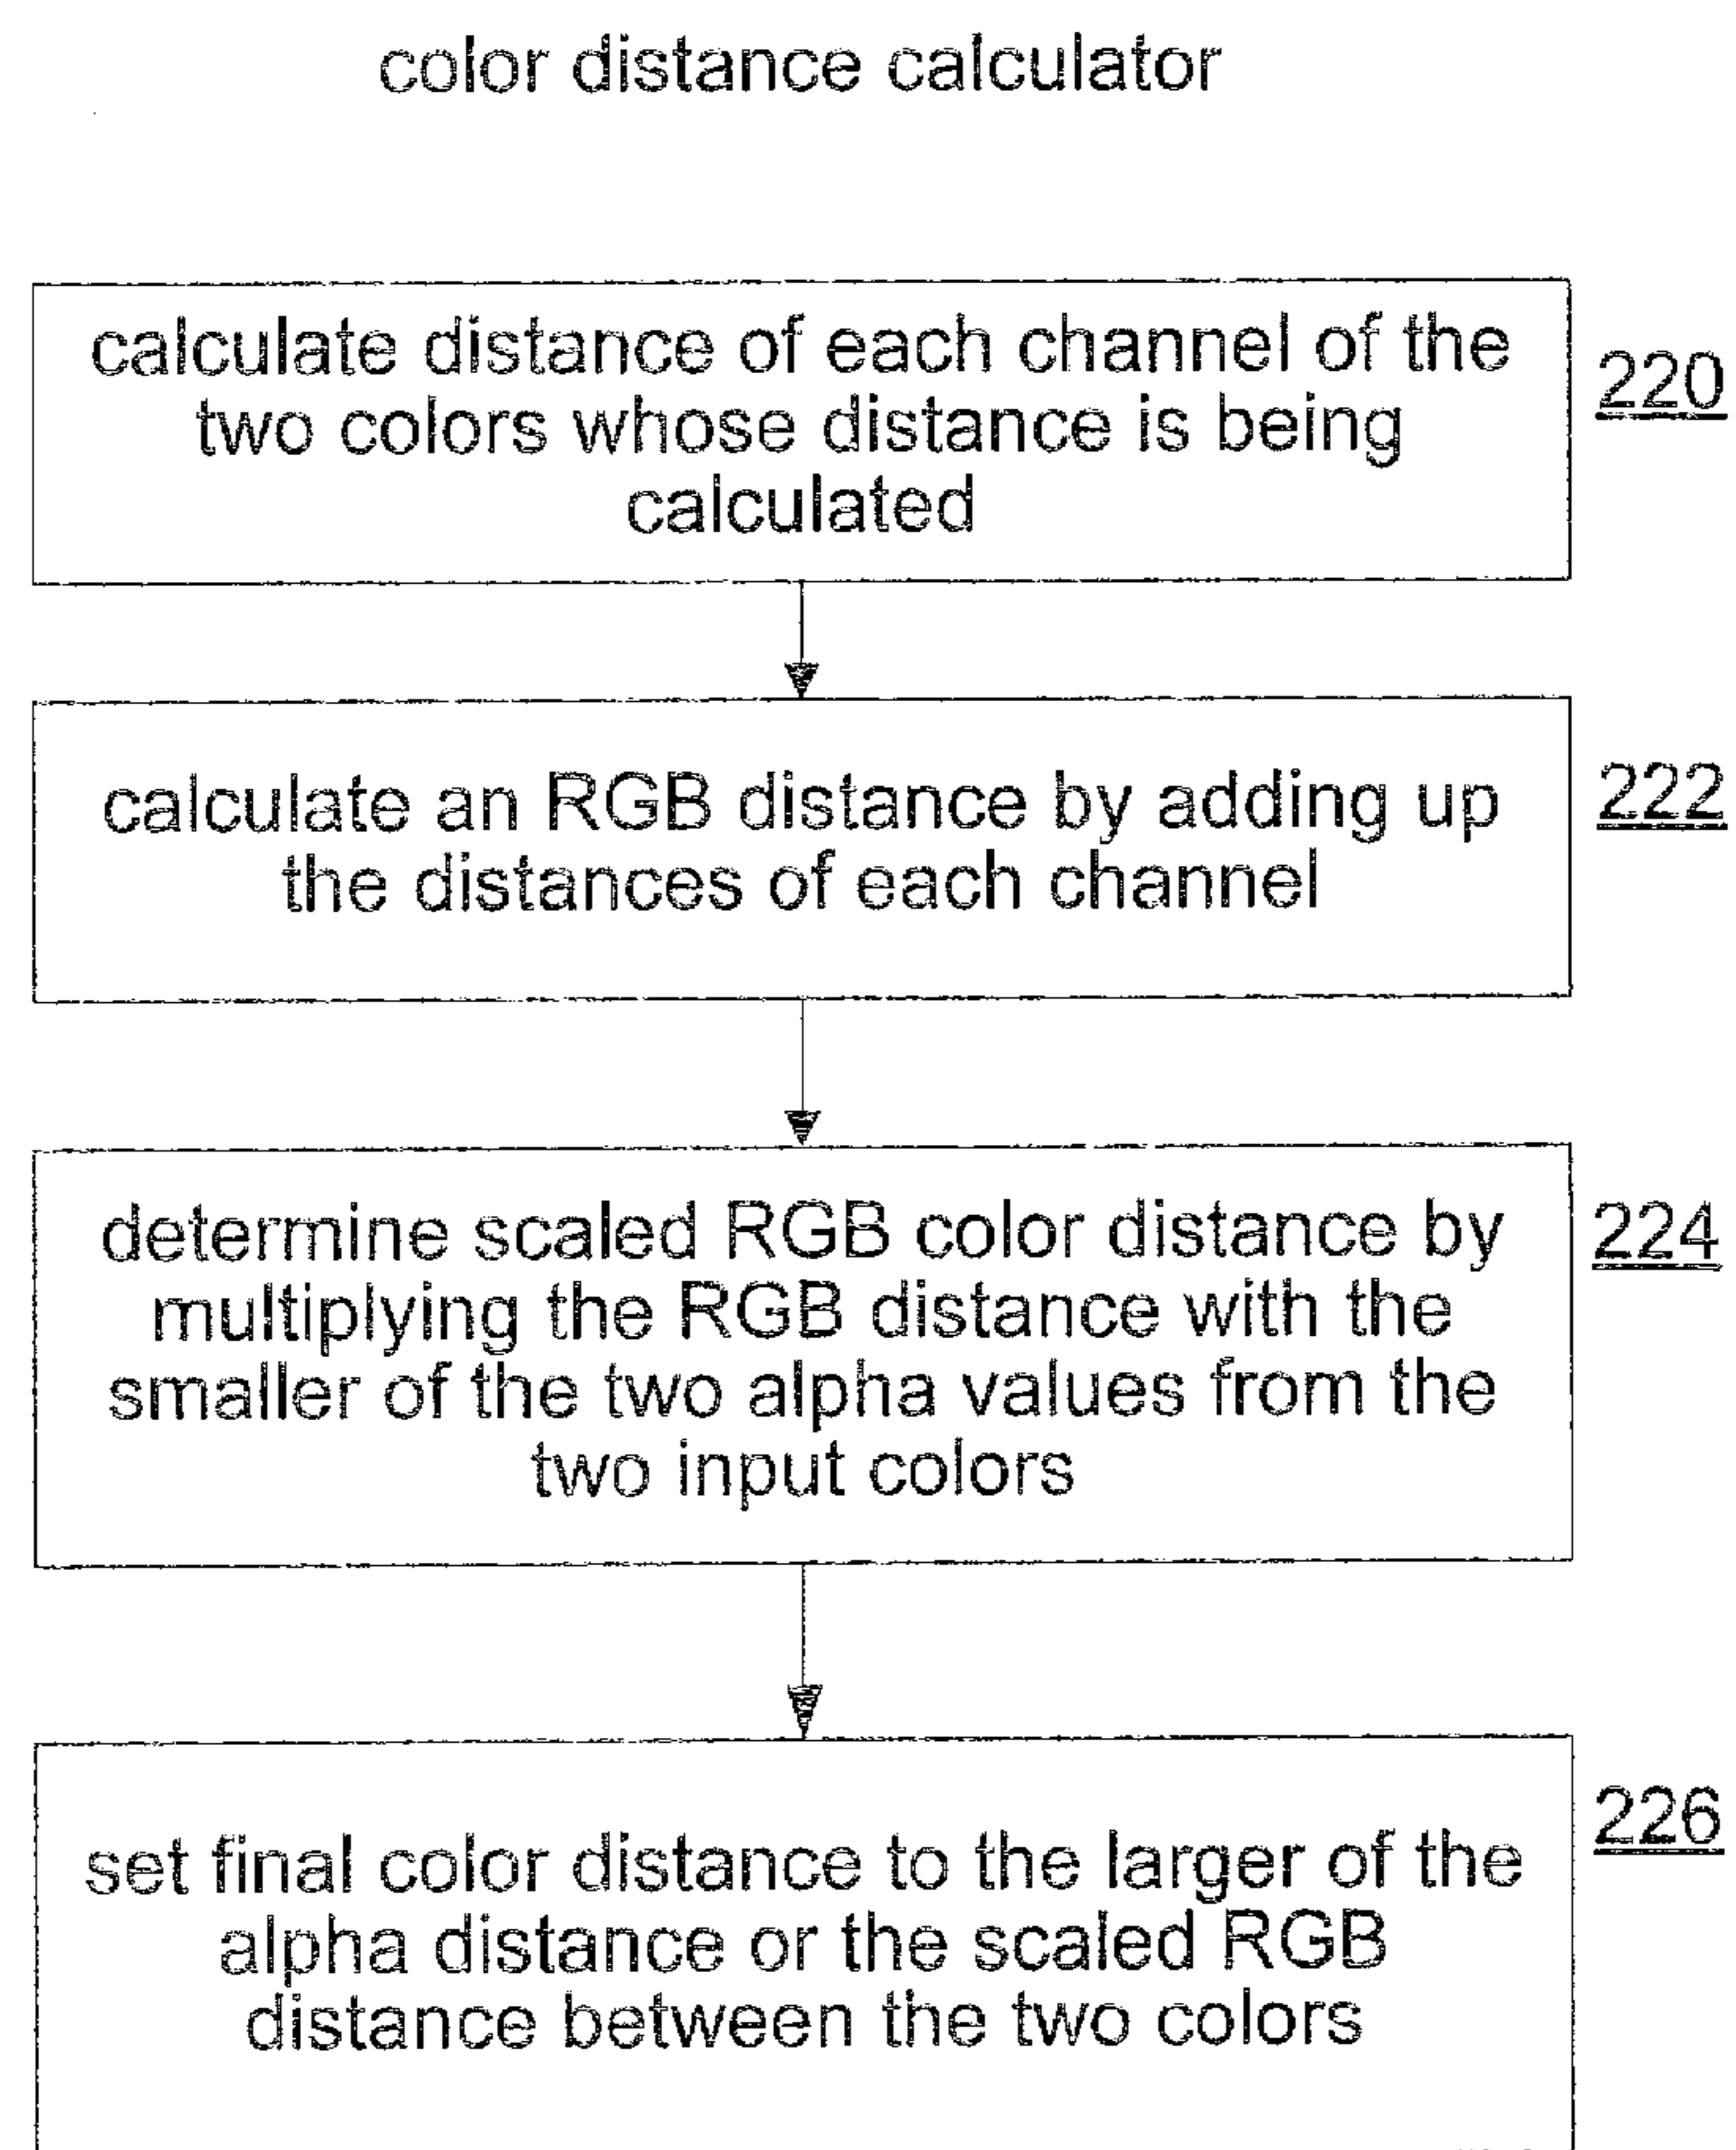 color distance calculator
calculate distance of each channel of the
two colors whose distance is being
calculated
220
calculate an RGB distance by adding up
the distances of each channel
222
determine scaled RGB color distance by
multiplying the RGB distance with the
smaller of the two alpha values from the
two input colors
224
set final color distance to the larger of the
alpha distance or the scaled RGB
distance between the two colors
226